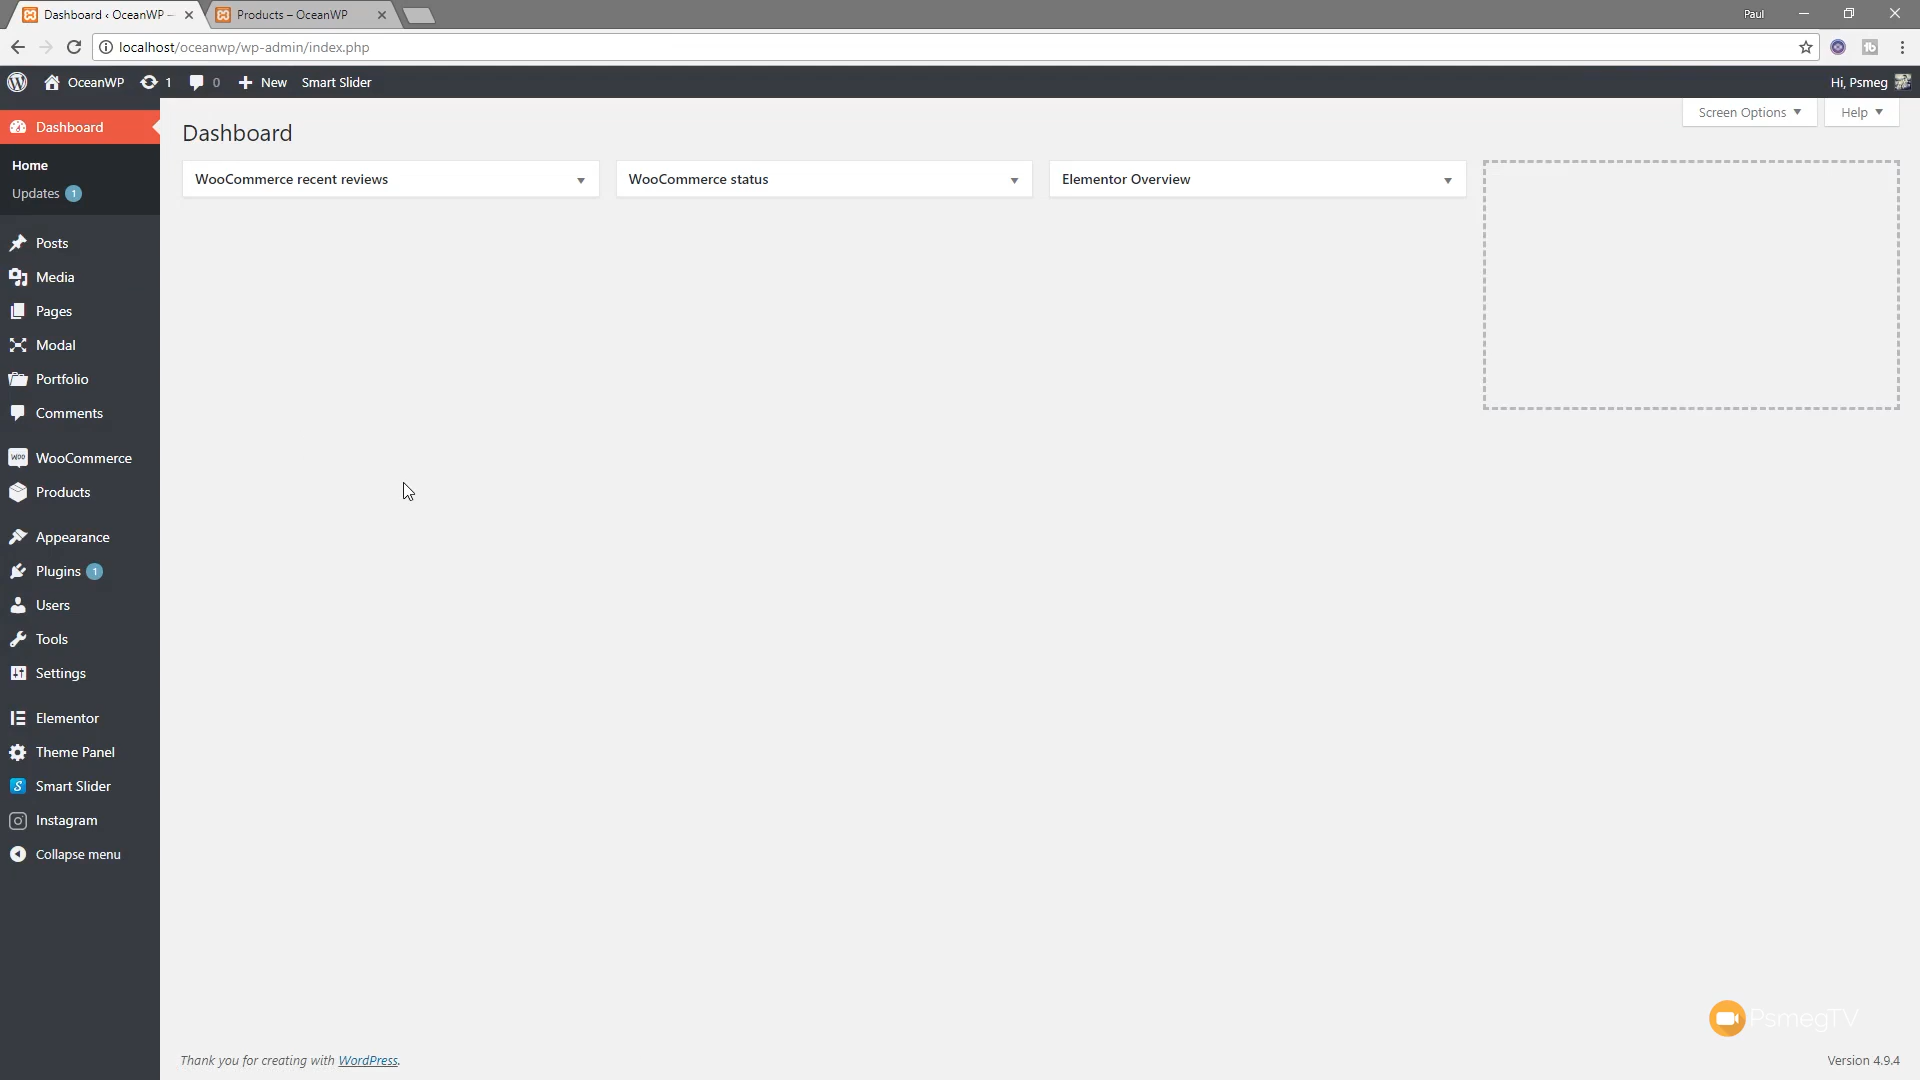 Dashboard ‹ OceanWP –
Products – OceanWP
Paul
localhost/oceanwp/wp-admin/index.php
OceanWP 1 0 New Smart Slider
Hi, Psmeg
Dashboard
Home
Updates 1
Posts
Media
Pages
Modal
Portfolio
Comments
WooCommerce
Products
Appearance
Plugins 1
Users
Tools
Settings
Elementor
Theme Panel
Smart Slider
Instagram
Collapse menu
Screen Options
Help
Dashboard
WooCommerce recent reviews
WooCommerce status
Elementor Overview
PsmegTV
Thank you for creating with WordPress.
Version 4.9.4